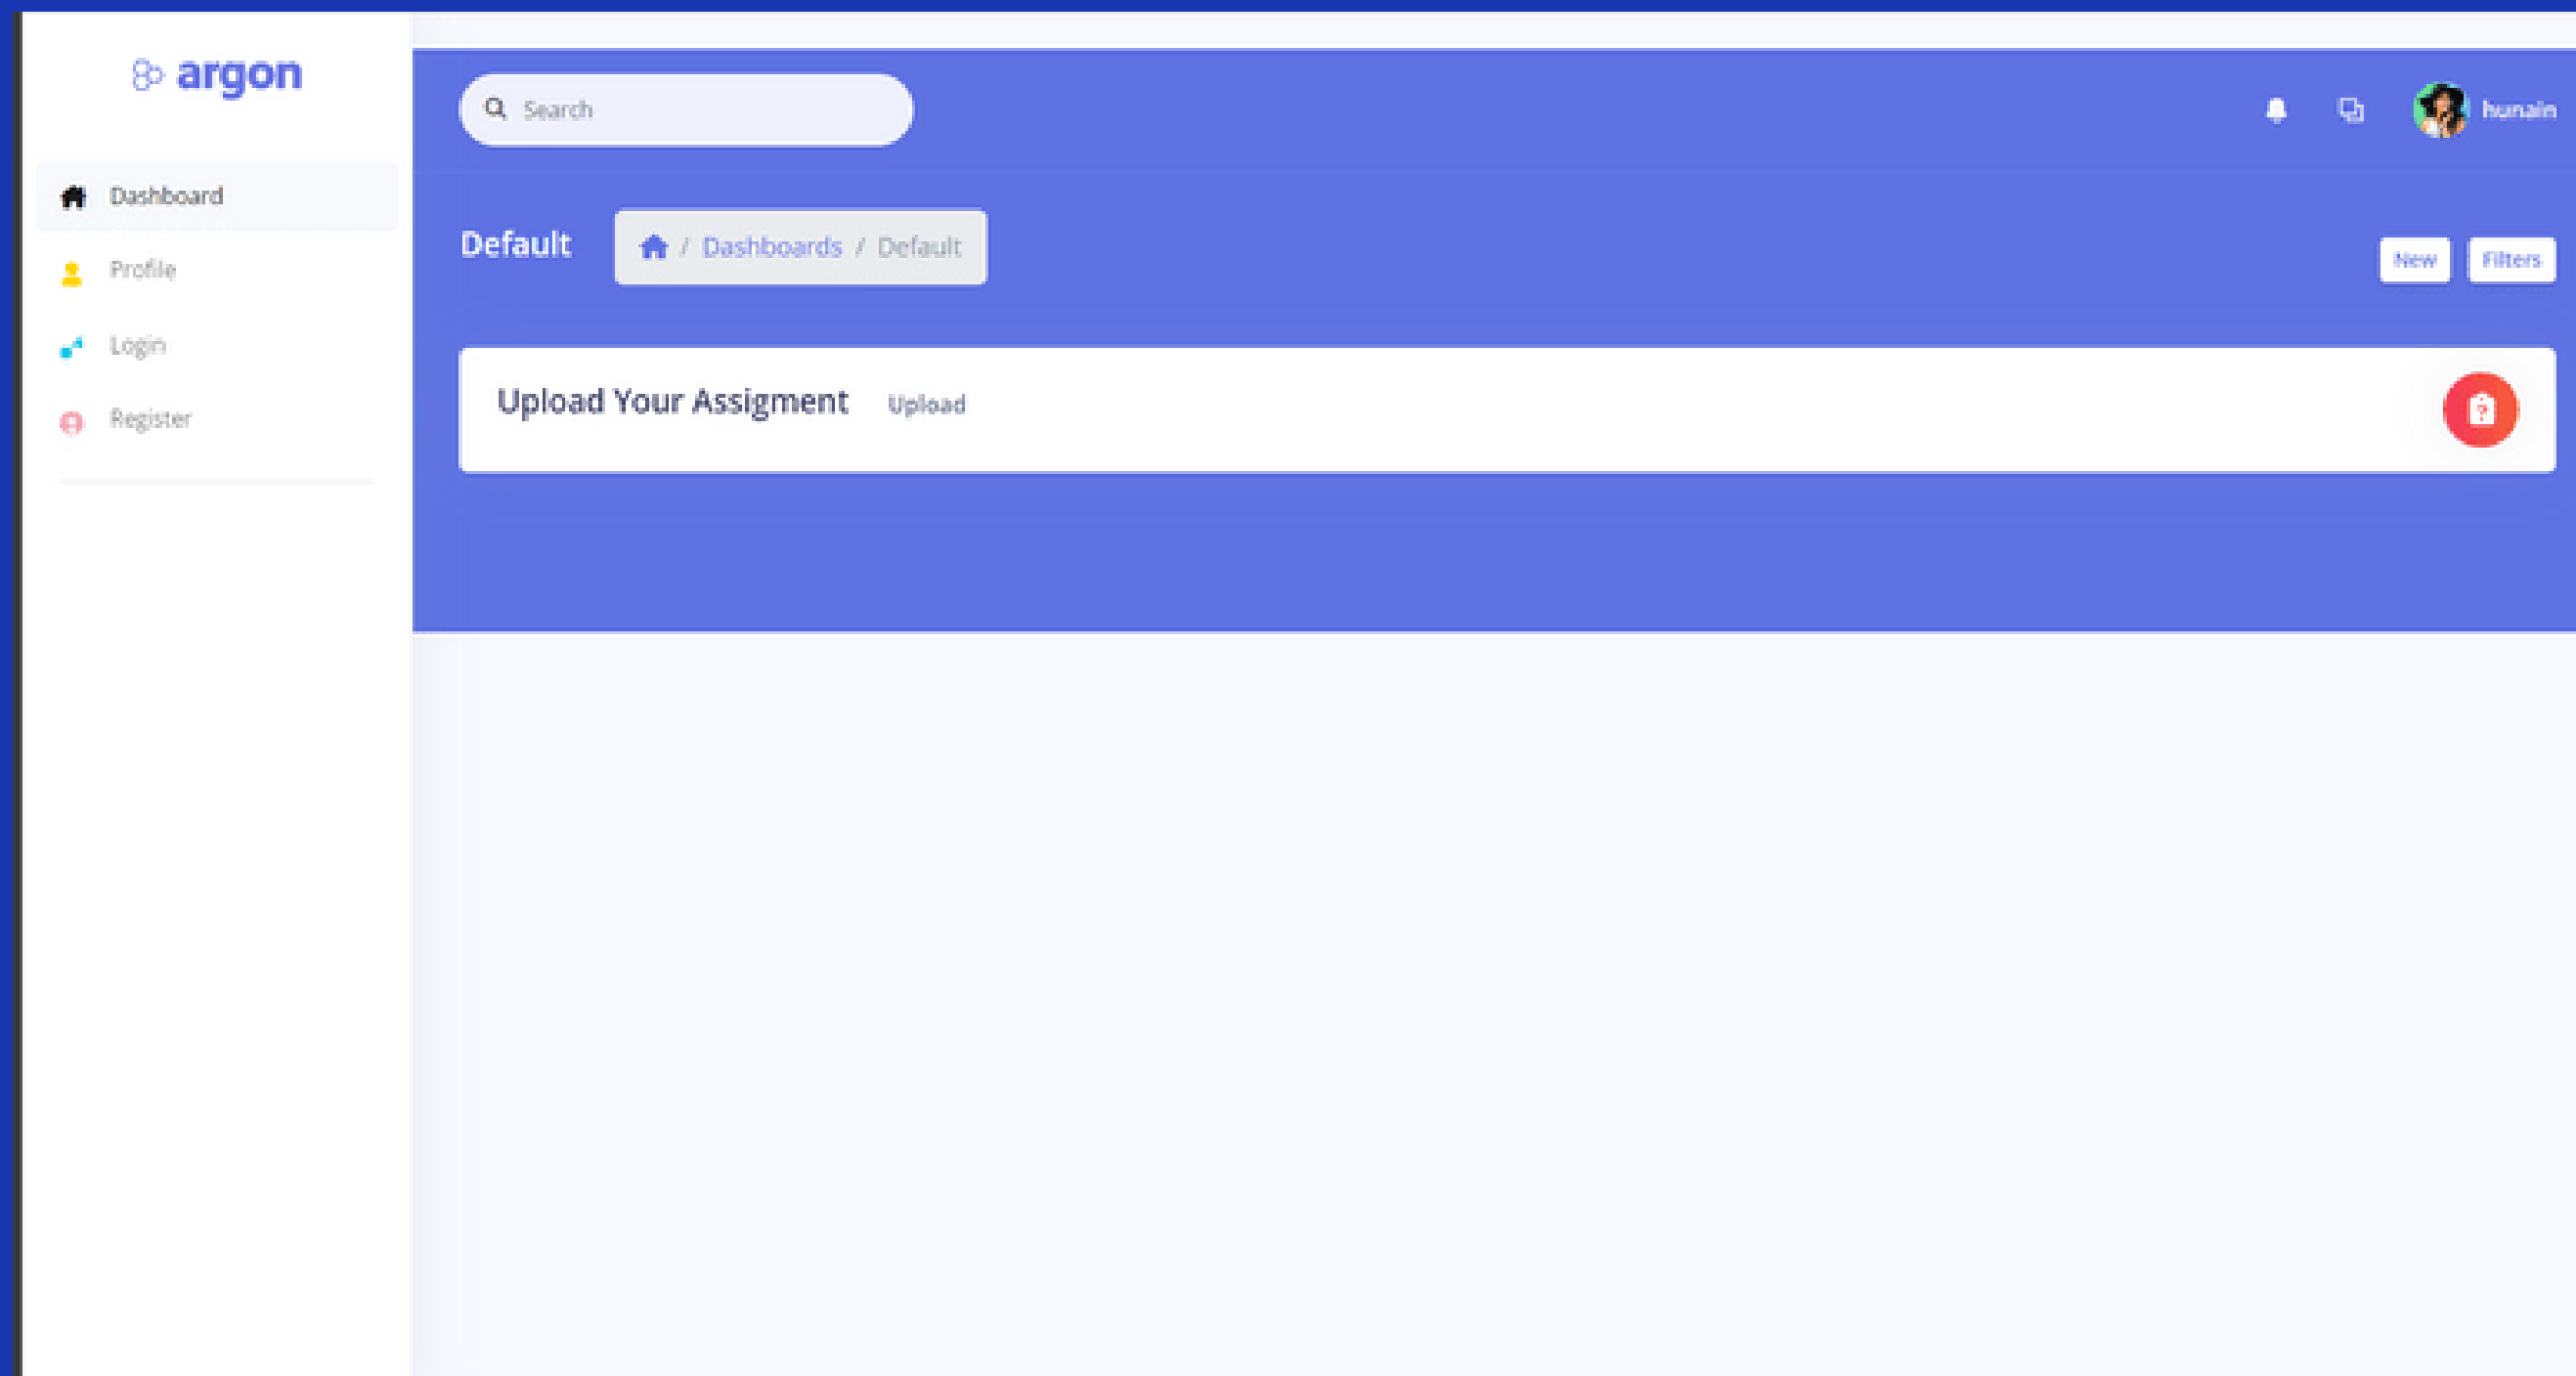 argon
Search
hunain
Dashboard
Profile
Login
Register
Default
/ Dashboards / Default
New
Filters
Upload Your Assigment Upload